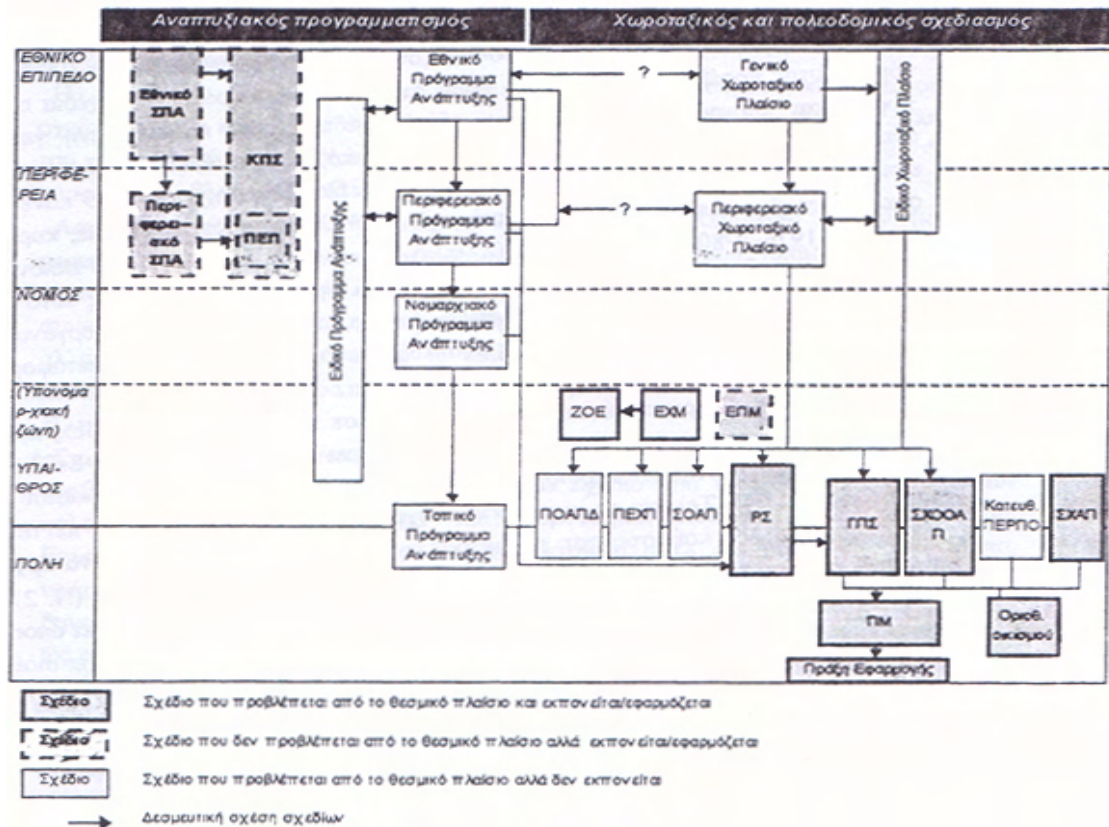 Αναπτυξιακός προγραμματισμός
Χωροταξικός και πολεοδομικός σχεδιασμός
ΕΘΝΙΚΟ
ΕΠΙΠΕΔΟ
Εθνικό
ΣΠΑ
ΚΠΣ
Εθνικό
Πρόγραμμα
Ανάπτυξης
?
Γενικό
Χωροταξικό
Πλαίσιο
Ειδικό Χωροταξικό Πλαίσιο
ΠΕΡΙΦΕ-
ΡΕΙΑ
Περι-
φερει-
ακό
ΣΠΑ
ΠΕΠ
Ειδικό Πρόγραμμα Ανάπτυξης
Περιφερειακό
Πρόγραμμα
Ανάπτυξης
?
Περιφερειακό
Χωροταξικό
Πλαίσιο
ΝΟΜΟΣ
Νομαρχιακό
Πρόγραμμα
Ανάπτυξης
(Υπονομα
ρ-χιακή
ζώνη)
ΖΟΕ
ΕΧΜ
ΕΠΜ
ΥΠΑΙ-
ΘΡΟΣ
ΠΟΑΠΔ
ΠΕΧΠ
ΣΟΑΠ
ΡΣ
ΓΠΣ
ΣΧΟΟΑ
Π
Κατευθ.
ΠΕΡΠΟ
ΣΧΑΠ
ΠΟΛΗ
Τοπικό
Πρόγραμμα
Ανάπτυξης
ΠΜ
Οριοθ.
οικισμού
Πράξη Εφαρμογής
Σχέδιο
Σχέδιο που προβλέπεται από το θεσμικό πλαίσιο και εκπονείται/εφαρμόζεται
Σχέδιο
Σχέδιο που δεν προβλέπεται από το θεσμικό πλαίσιο αλλά εκπονείται/εφαρμόζεται
Σχέδιο
Σχέδιο που προβλέπεται από το θεσμικό πλαίσιο αλλά δεν εκπονείται
Δεσμευτική σχέση σχεδίων